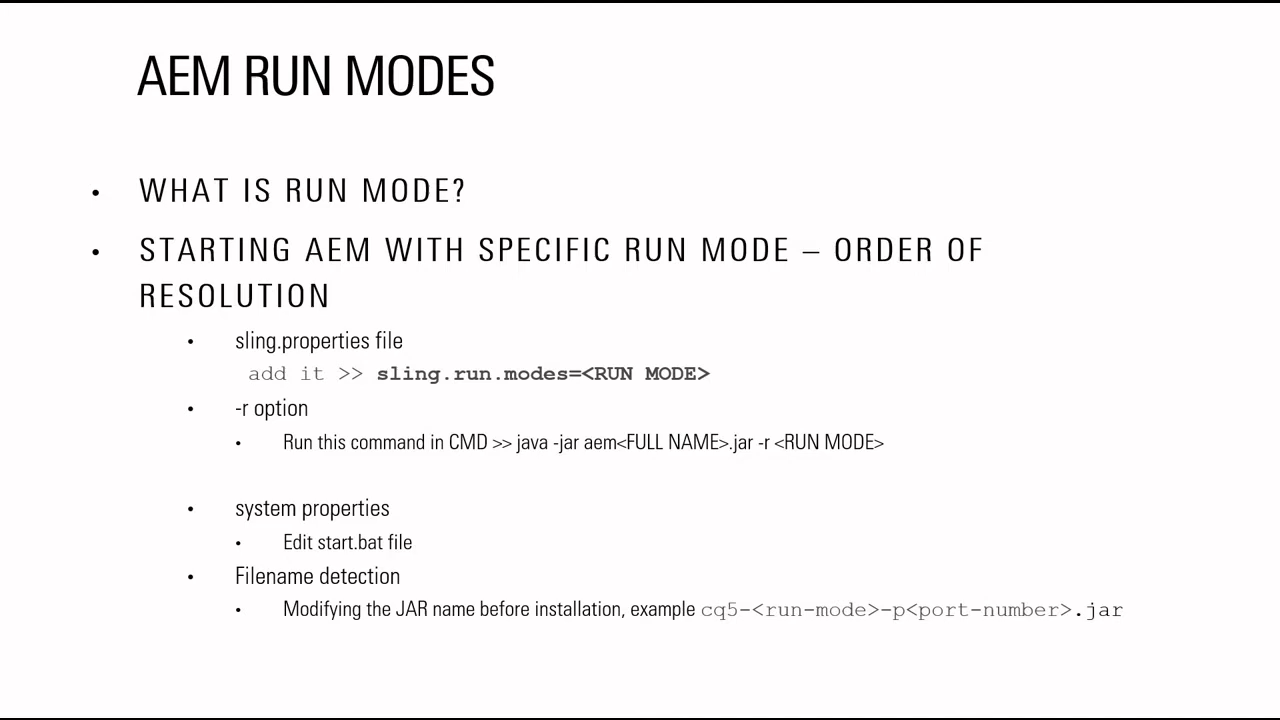 AEM RUN MODES
• WHAT IS RUN MODE?
• STARTING AEM WITH SPECIFIC RUN MODE – ORDER OF
RESOLUTION
• sling.properties file
add it >> sling.run.modes=<RUN MODE>
• -r option
• Run this command in CMD >> java -jar aem<FULL NAME>.jar -r <RUN MODE>
• system properties
• Edit start.bat file
• Filename detection
• Modifying the JAR name before installation, example cq5-<run-mode>-p<port-number>.jar